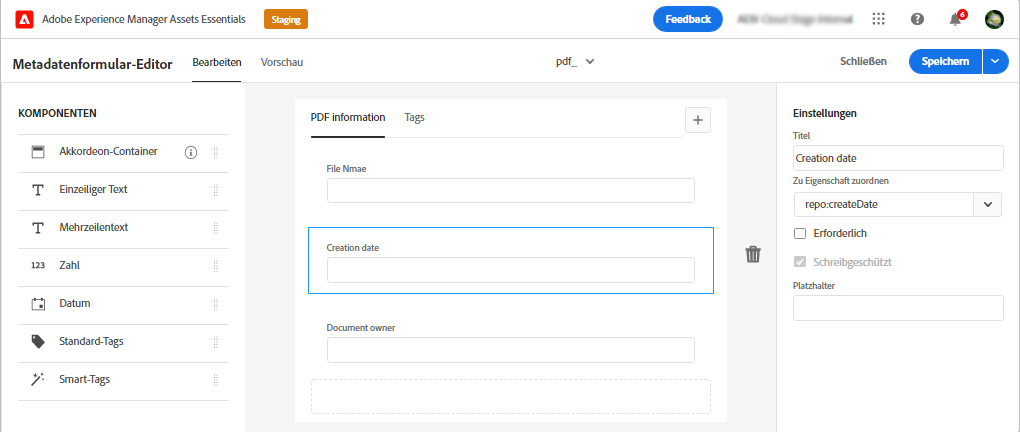 Adobe Experience Manager Assets Essentials
Staging
Feedback
6
Metadatenformular-Editor
Bearbeiten
Vorschau
pdf_
Schließen
Speichern
KOMPONENTEN
Akkordeon-Container
Einzeiliger Text
Mehrzeilentext
123 Zahl
Datum
Standard-Tags
Smart-Tags
PDF information
Tags
File Nmae
Creation date
Document owner
Einstellungen
Titel
Creation date
Zu Eigenschaft zuordnen
repo:createDate
Erforderlich
Schreibgeschützt
Platzhalter